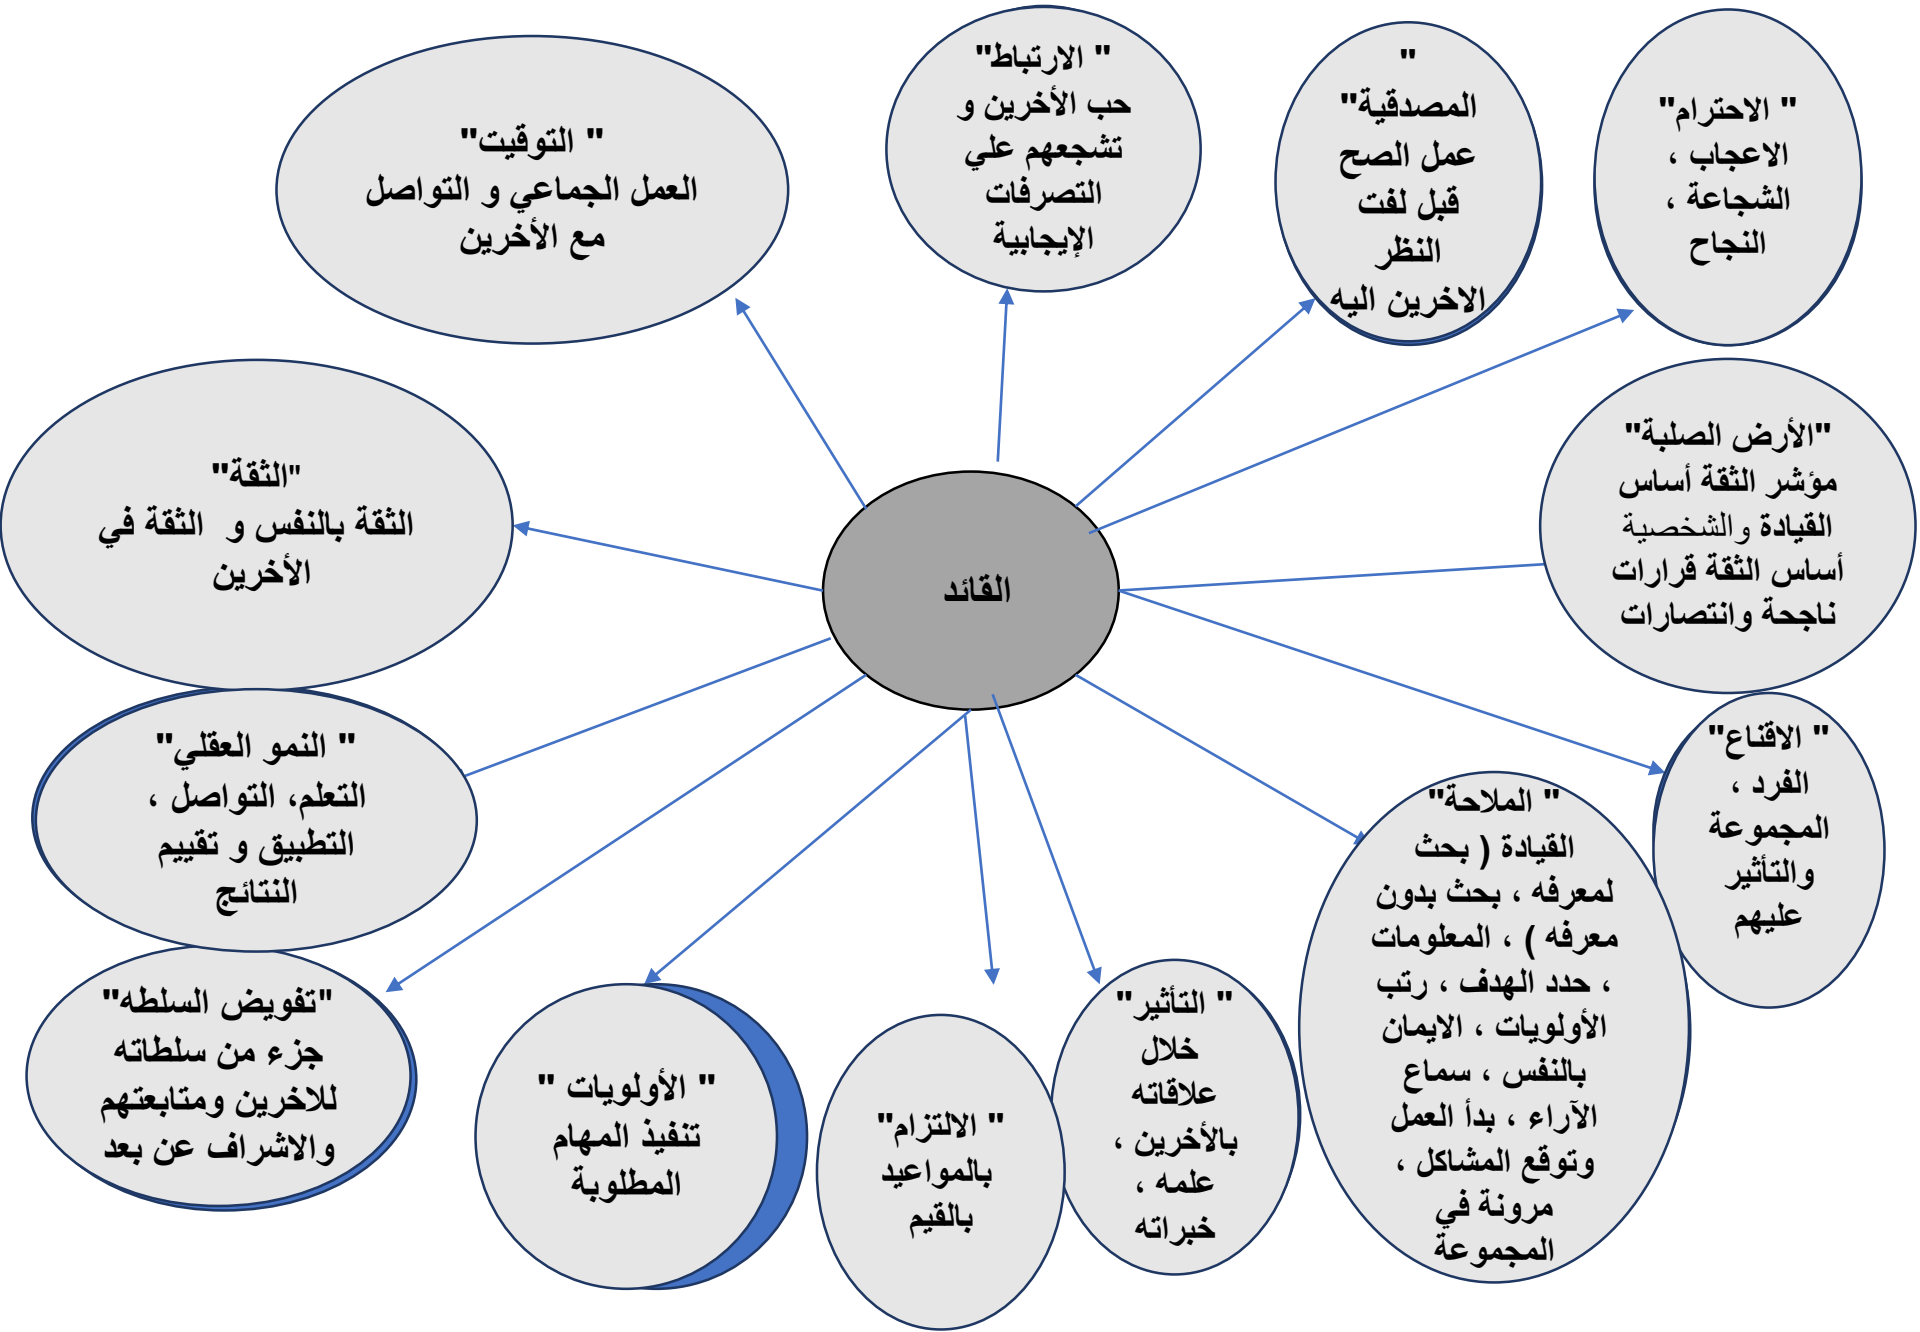 " الاحترام"
الاعجاب ،
الشجاعة ،
النجاح
"
المصدقية"
عمل الصح
قبل لفت
النظر
الاخرين اليه
" الارتباط"
حب الأخرين و
تشجعهم علي
التصرفات
الإيجابية
" التوقيت"
العمل الجماعي و التواصل
مع الأخرين
"الأرض الصلبة"
مؤشر الثقة أساس
القيادة والشخصية
أساس الثقة قرارات
ناجحة وانتصارات
القائد
"الثقة"
الثقة بالنفس و الثقة في
الأخرين
" الاقناع"
الفرد ،
المجموعة
والتأثير
عليهم
" الملاحة"
القيادة ( بحث
لمعرفه ، بحث بدون
معرفه ) ، المعلومات
، حدد الهدف ، رتب
الأولويات ، الايمان
بالنفس ، سماع
الآراء ، بدأ العمل
وتوقع المشاكل ،
مرونة في
المجموعة
" التأثير"
خلال
علاقاته
بالأخرين ،
علمه ،
خبراته
" الالتزام"
بالمواعيد
بالقيم
" الأولويات "
تنفيذ المهام
المطلوبة
" النمو العقلي"
التعلم، التواصل ،
التطبيق و تقييم
النتائج
"تفويض السلطه"
جزء من سلطاته
للاخرين ومتابعتهم
والاشراف عن بعد